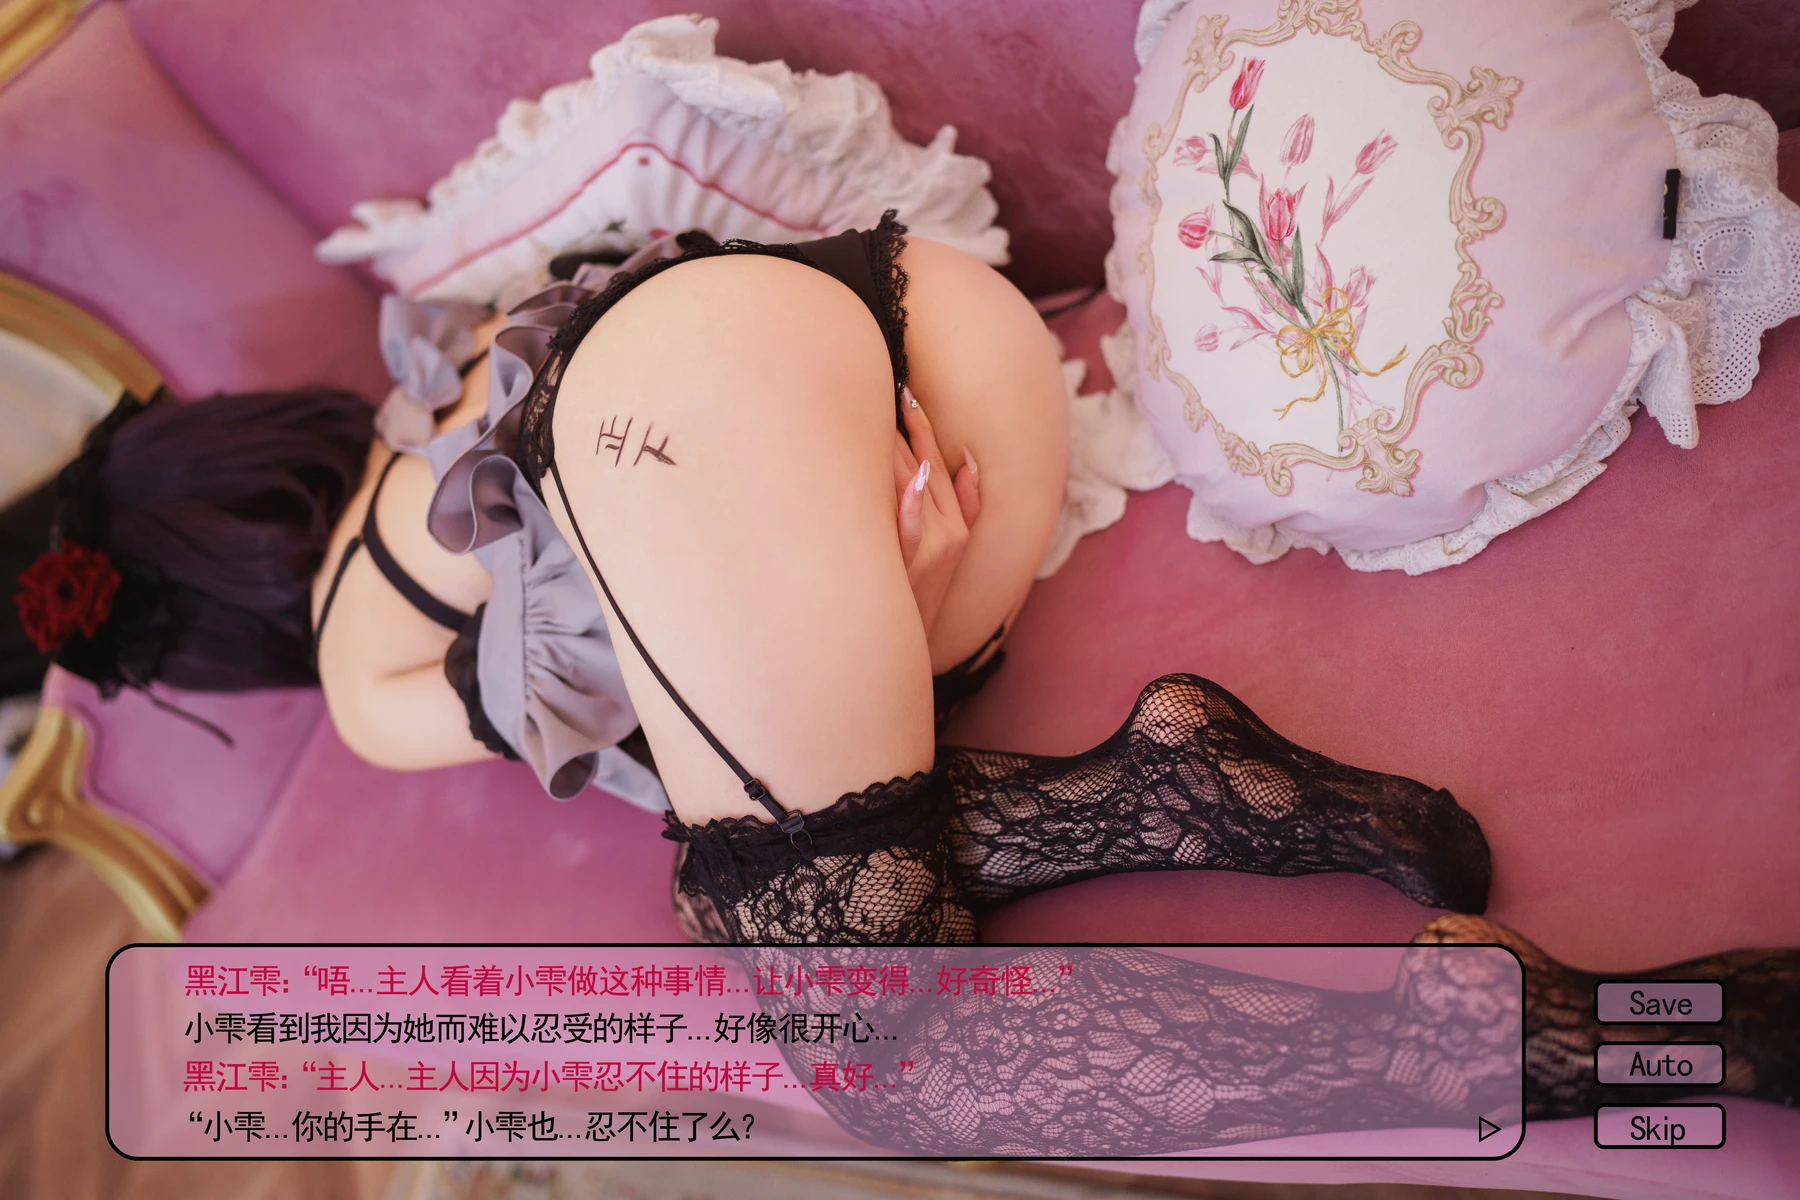 正下
黑江雫：“唔…主人看着小雫做这种事情…让小雫变得…好奇怪…”
小雫看到我因为她而难以忍受的样子…好像很开心…
黑江雫：“主人…主人因为小雫忍不住的样子…真好…”
“小雫…你的手在…”小雫也…忍不住了么？
Save
Auto
Skip